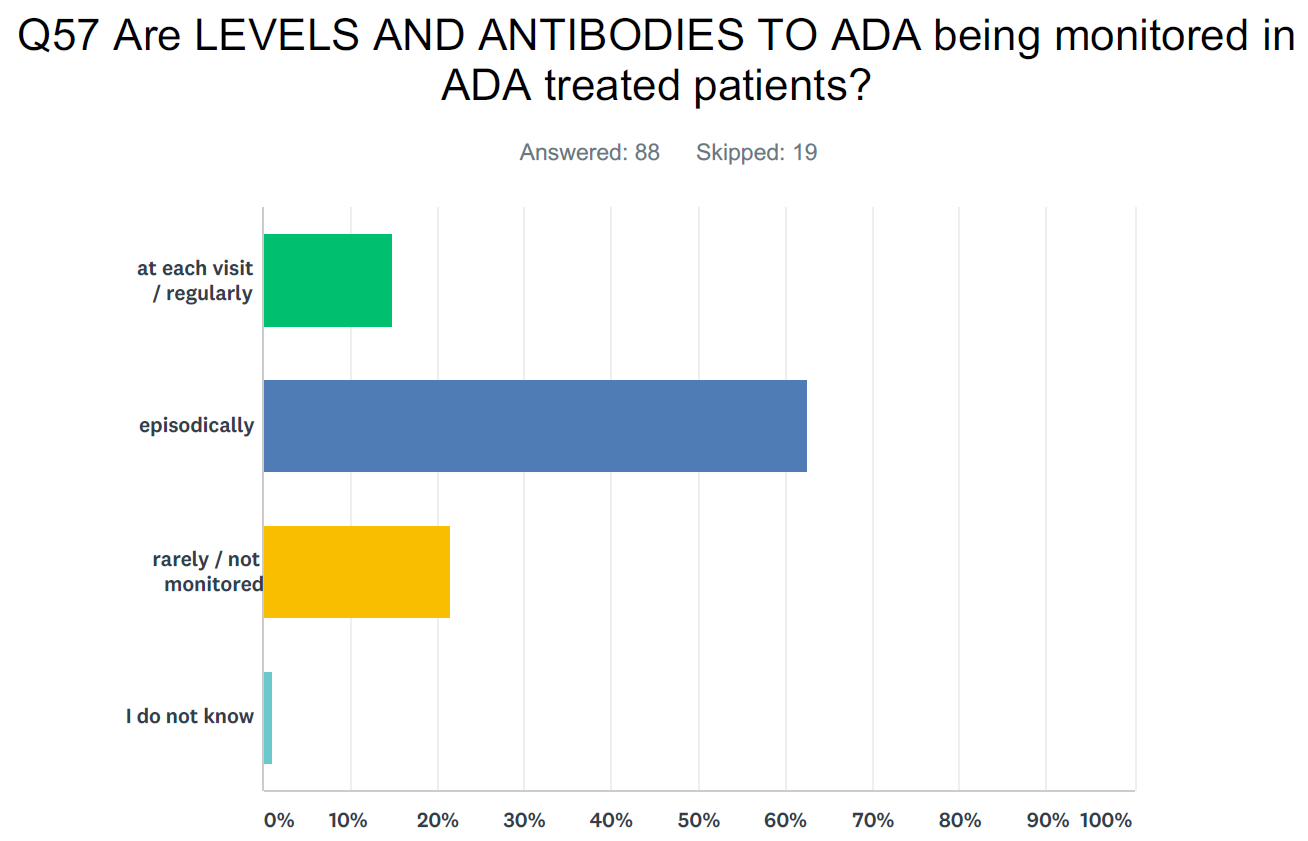 Q57 Are LEVELS AND ANTIBODIES TO ADA being monitored in
ADA treated patients?
Answered: 88 Skipped: 19
at each visit
/ regularly
episodically
rarely / not
monitored
I do not know
0% 10% 20% 30% 40% 50% 60% 70% 80% 90% 100%